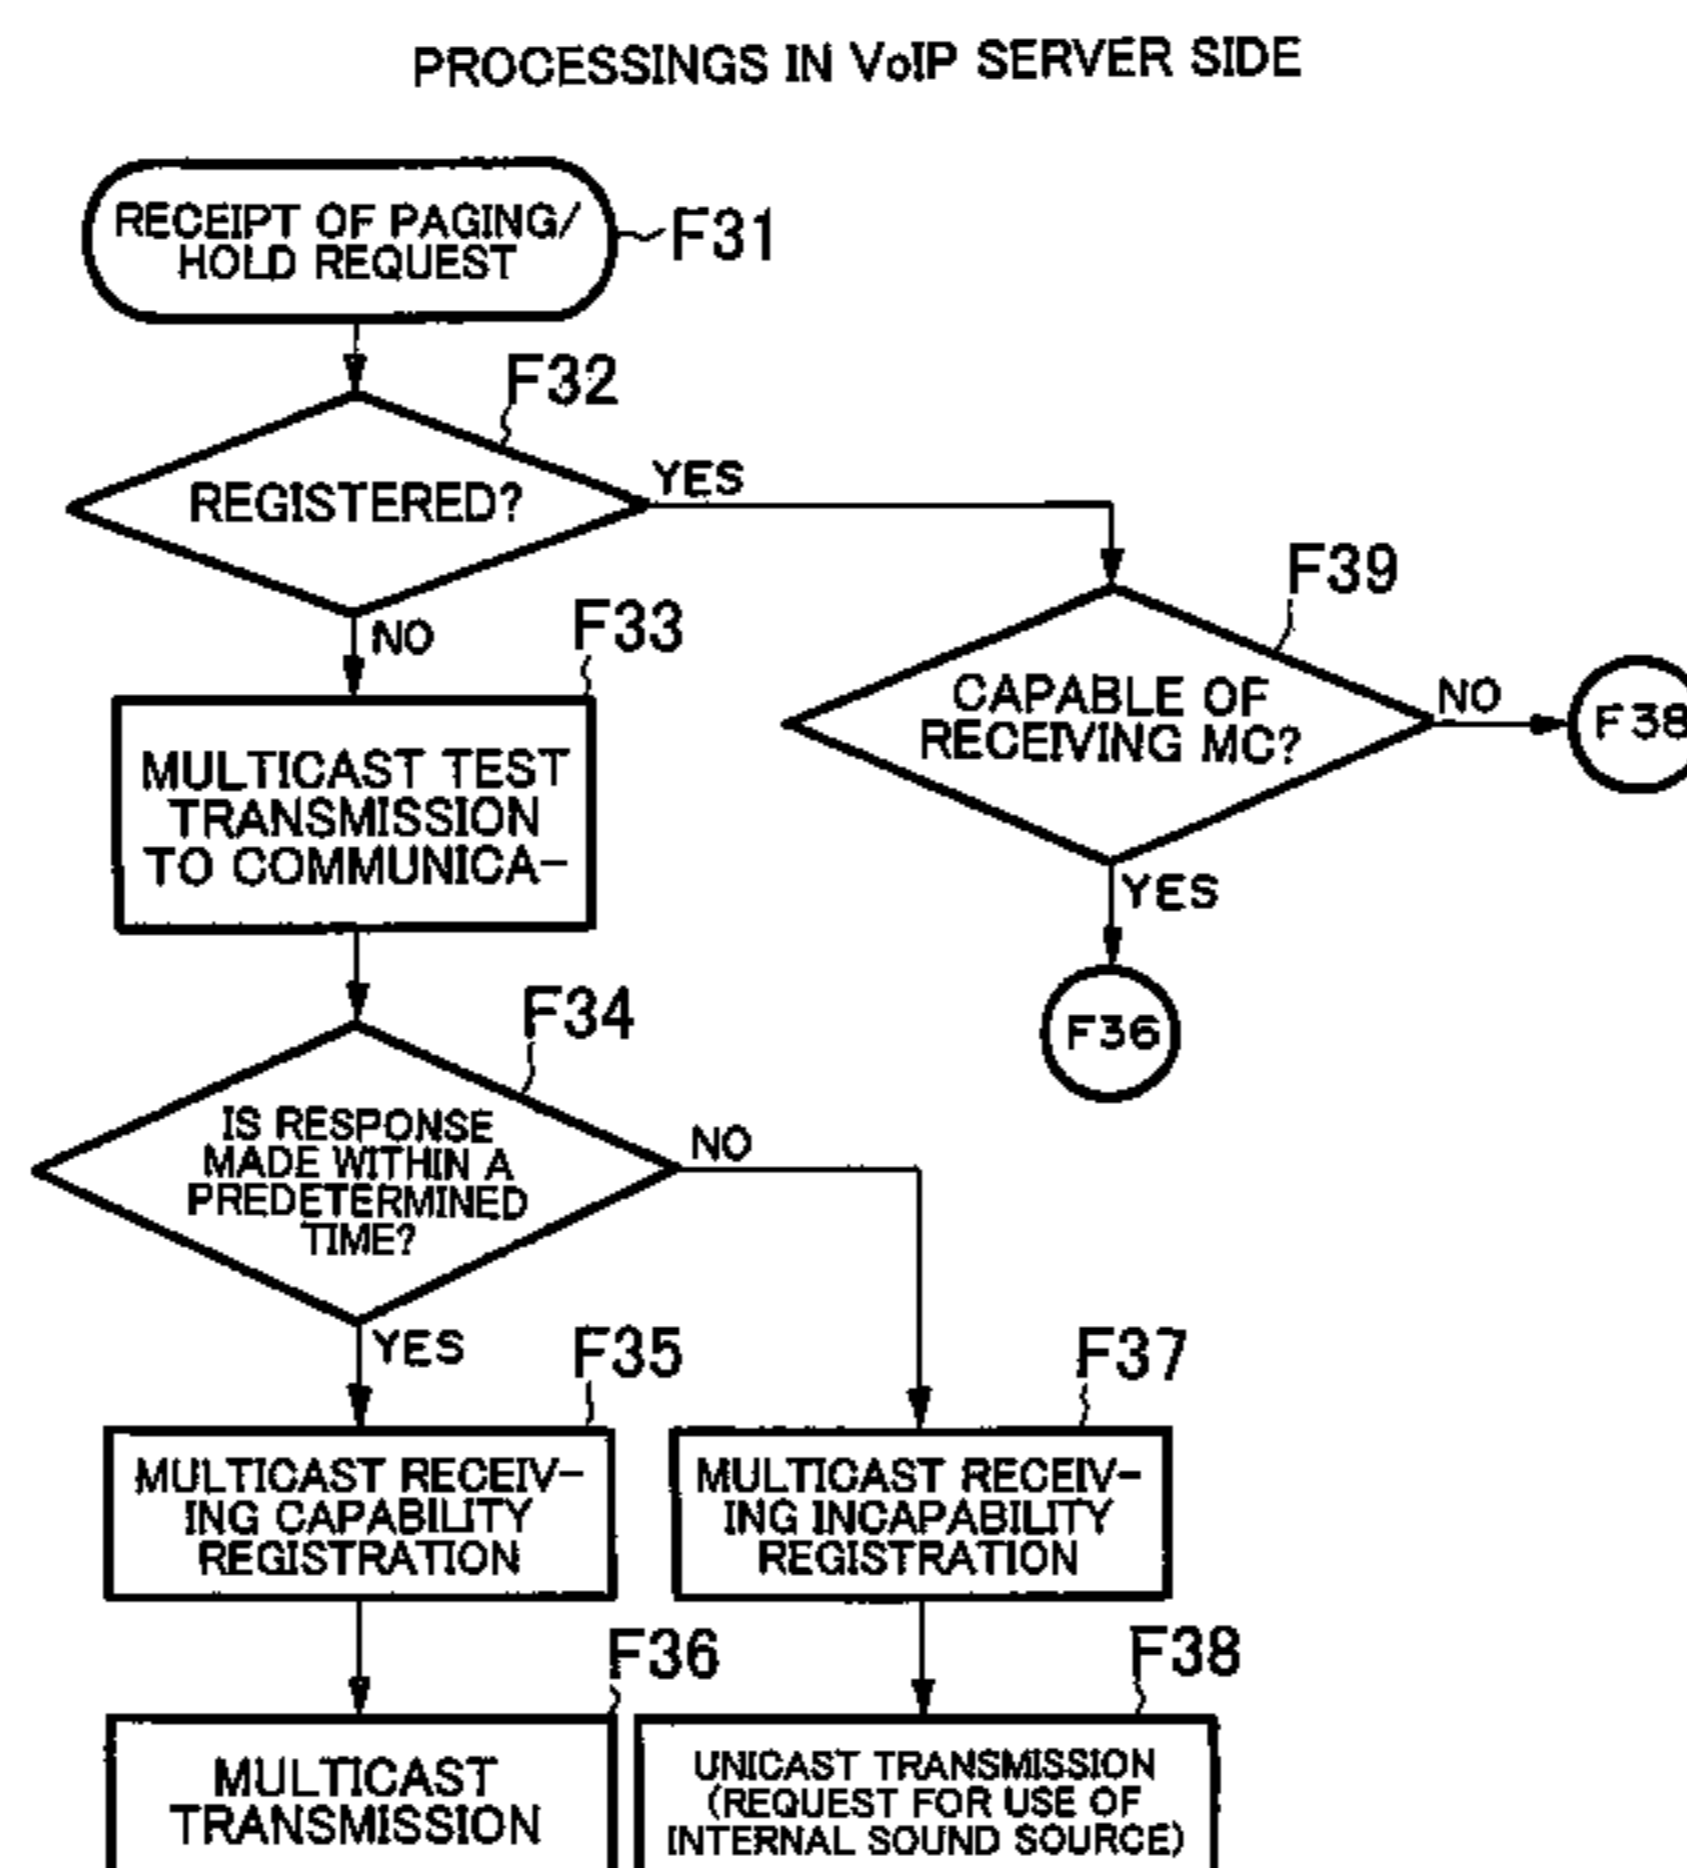 PROCESSINGS IN VoIP SERVER SIDE
RECEIPT OF PAGING/
HOLD REQUEST
F31
F32
REGISTERED?
YES
NO
F33
MULTICAST TEST
TRANSMISSION
TO COMMUNICA-
F39
CAPABLE OF
RECEIVING MC?
NO
F38
YES
F36
F34
IS RESPONSE
MADE WITHIN A
PREDETERMINED
TIME?
NO
YES
F35
MULTICAST RECEIV-
ING CAPABILITY
REGISTRATION
F37
MULTICAST RECEIV-
ING INCAPABILITY
REGISTRATION
F36
MULTICAST
TRANSMISSION
F38
UNICAST TRANSMISSION
(REQUEST FOR USE OF
INTERNAL SOUND SOURCE)